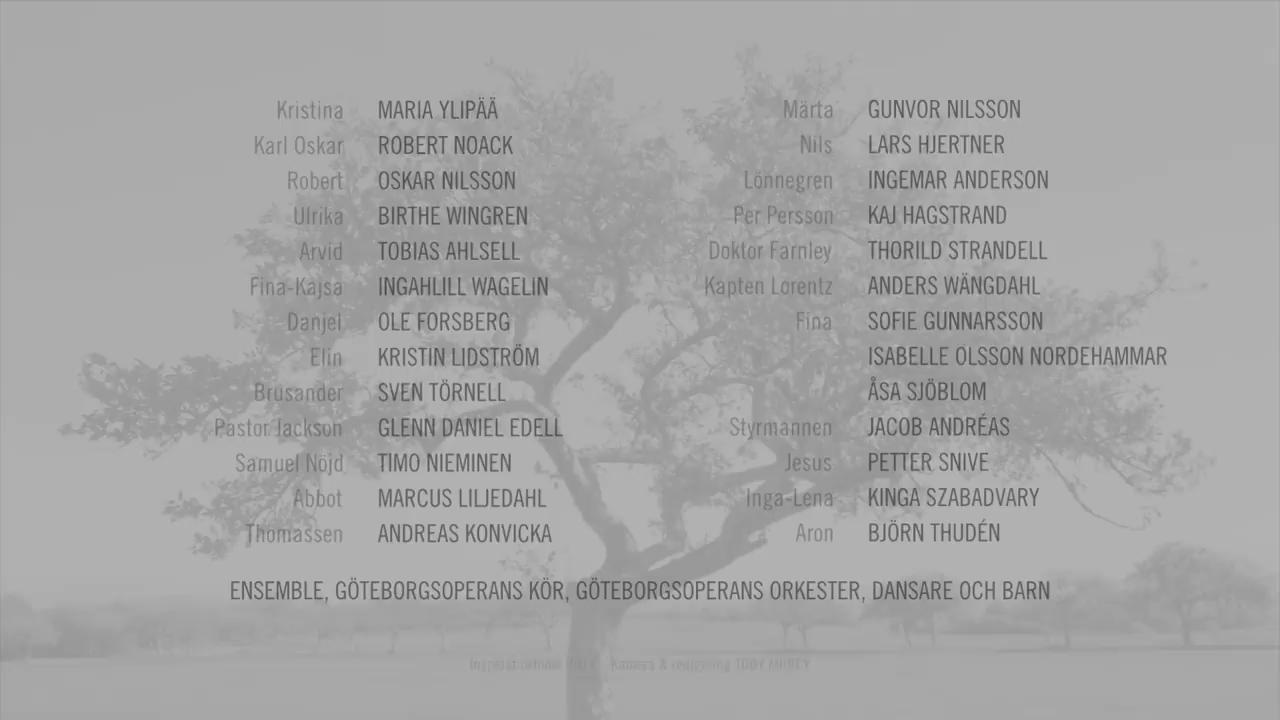 Kristina MARIA YLIPÄÄ
Karl Oskar ROBERT NOACK
Robert OSKAR NILSSON
Ulrika BIRTHE WINGREN
Arvid TOBIAS AHLSELL
Fina-Kajsa INGAHLILL WAGELIN
Danjel OLE FORSBERG
Elin KRISTIN LIDSTRÖM
Brusander SVEN TÖRNELL
Pastor Jackson GLENN DANIEL EDELL
Samuel Nöjd TIMO NIEMINEN
Abbot MARCUS LILJEDAHL
Thomassen ANDREAS KONVICKA
Märta GUNVOR NILSSON
Nils LARS HJERTNER
Lönnegren INGEMAR ANDERSON
Per Persson KAJ HAGSTRAND
Doktor Farnley THORILD STRANDELL
Kapten Lorentz ANDERS WÄNGDAHL
Fina SOFIE GUNNARSSON
ISABELLE OLSSON NORDEHAMMAR
ÅSA SJÖBLOM
Styrmannen JACOB ANDRÉAS
Jesus PETTER SNIVE
Inga-Lena KINGA SZABADVARY
Aron BJÖRN THUDÉN
ENSEMBLE, GÖTEBORGSOPERANS KÖR, GÖTEBORGSOPERANS ORKESTER, DANSARE OCH BARN
Kamera & redigering